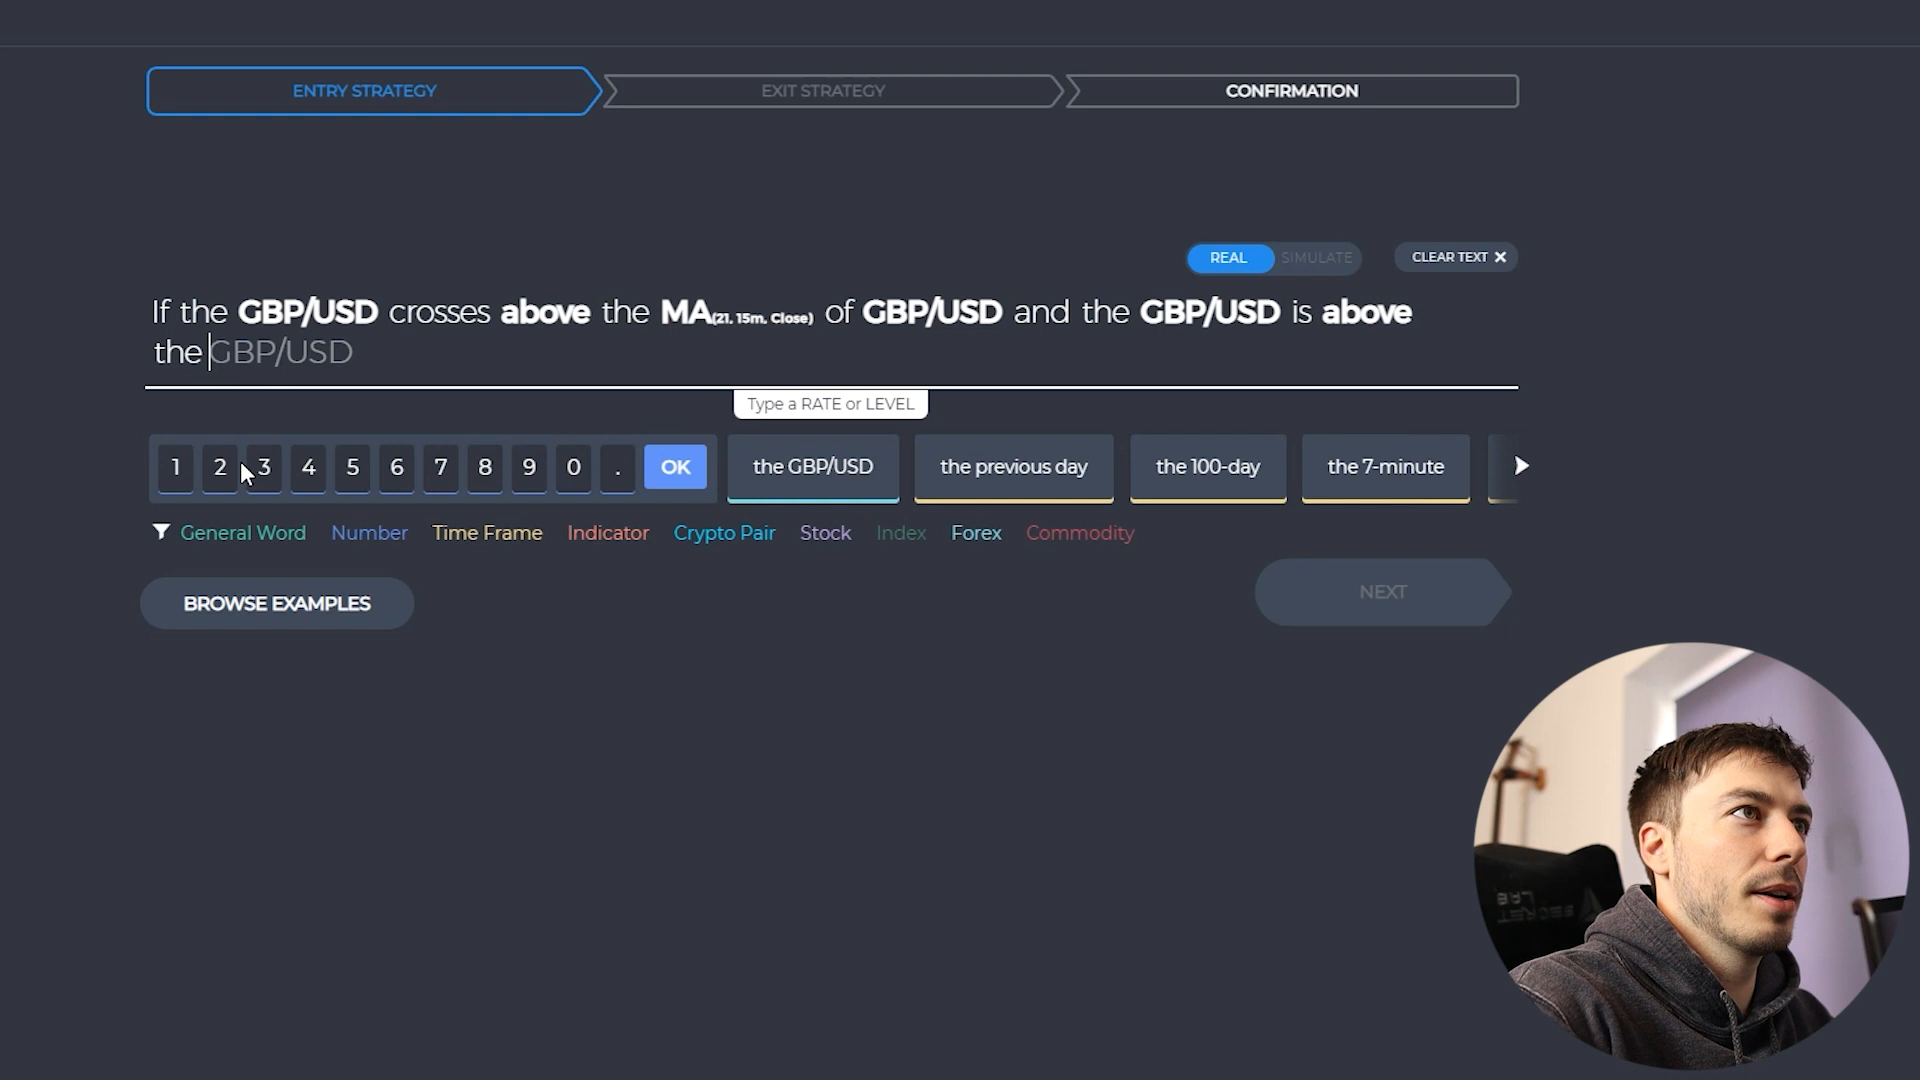 ENTRY STRATEGY
EXIT STRATEGY
CONFIRMATION
REAL
SIMULATE
CLEAR TEXT ✕
If the GBP/USD crosses above the MA(21, 15m, Close) of GBP/USD and the GBP/USD is above
the GBP/USD
Type a RATE or LEVEL
1 2 3 4 5 6 7 8 9 0 . OK
the GBP/USD
the previous day
the 100-day
the 7-minute
General Word Number Time Frame Indicator Crypto Pair Stock Index Forex Commodity
BROWSE EXAMPLES
NEXT
SECRET
LAB